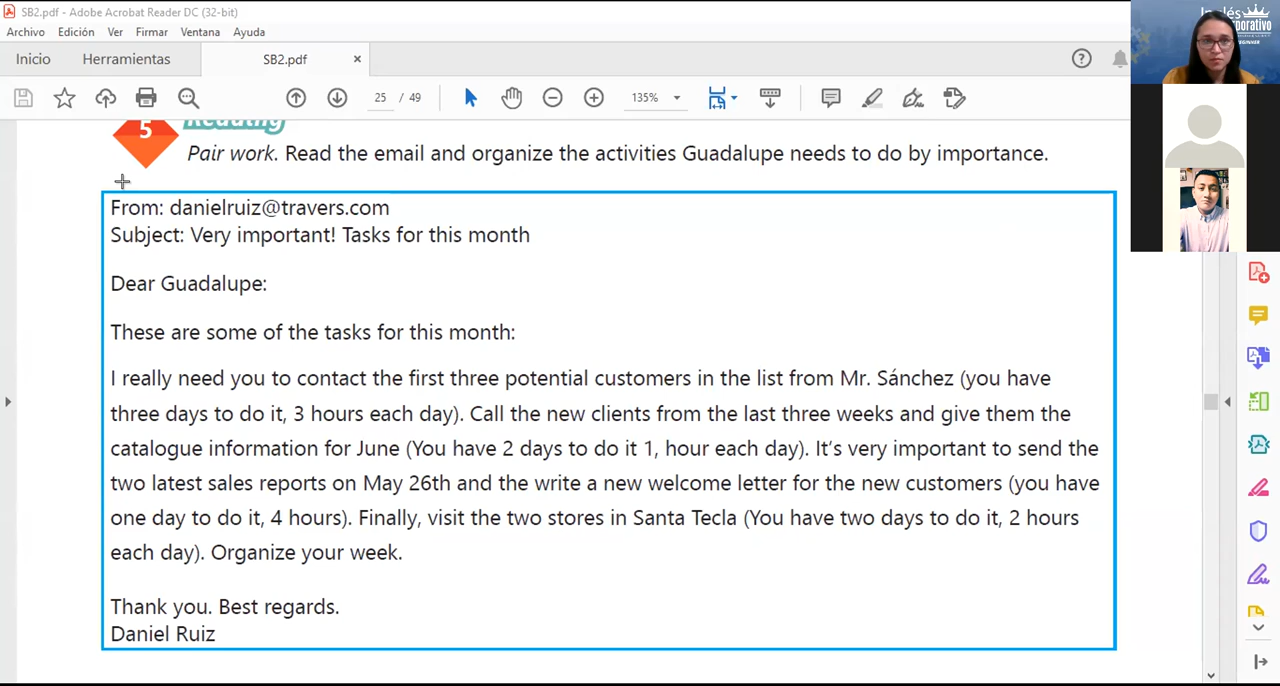 SB2.pdf - Adobe Acrobat Reader DC (32-bit)
Archivo Edición Ver Firmar Ventana Ayuda
Inicio Herramientas SB2.pdf ×
25 / 49 135%
5 Reading
Pair work. Read the email and organize the activities Guadalupe needs to do by importance.
From: danielruiz@travers.com
Subject: Very important! Tasks for this month
Dear Guadalupe:
These are some of the tasks for this month:
I really need you to contact the first three potential customers in the list from Mr. Sánchez (you have
three days to do it, 3 hours each day). Call the new clients from the last three weeks and give them the
catalogue information for June (You have 2 days to do it 1, hour each day). It’s very important to send the
two latest sales reports on May 26th and the write a new welcome letter for the new customers (you have
one day to do it, 4 hours). Finally, visit the two stores in Santa Tecla (You have two days to do it, 2 hours
each day). Organize your week.
Thank you. Best regards.
Daniel Ruiz